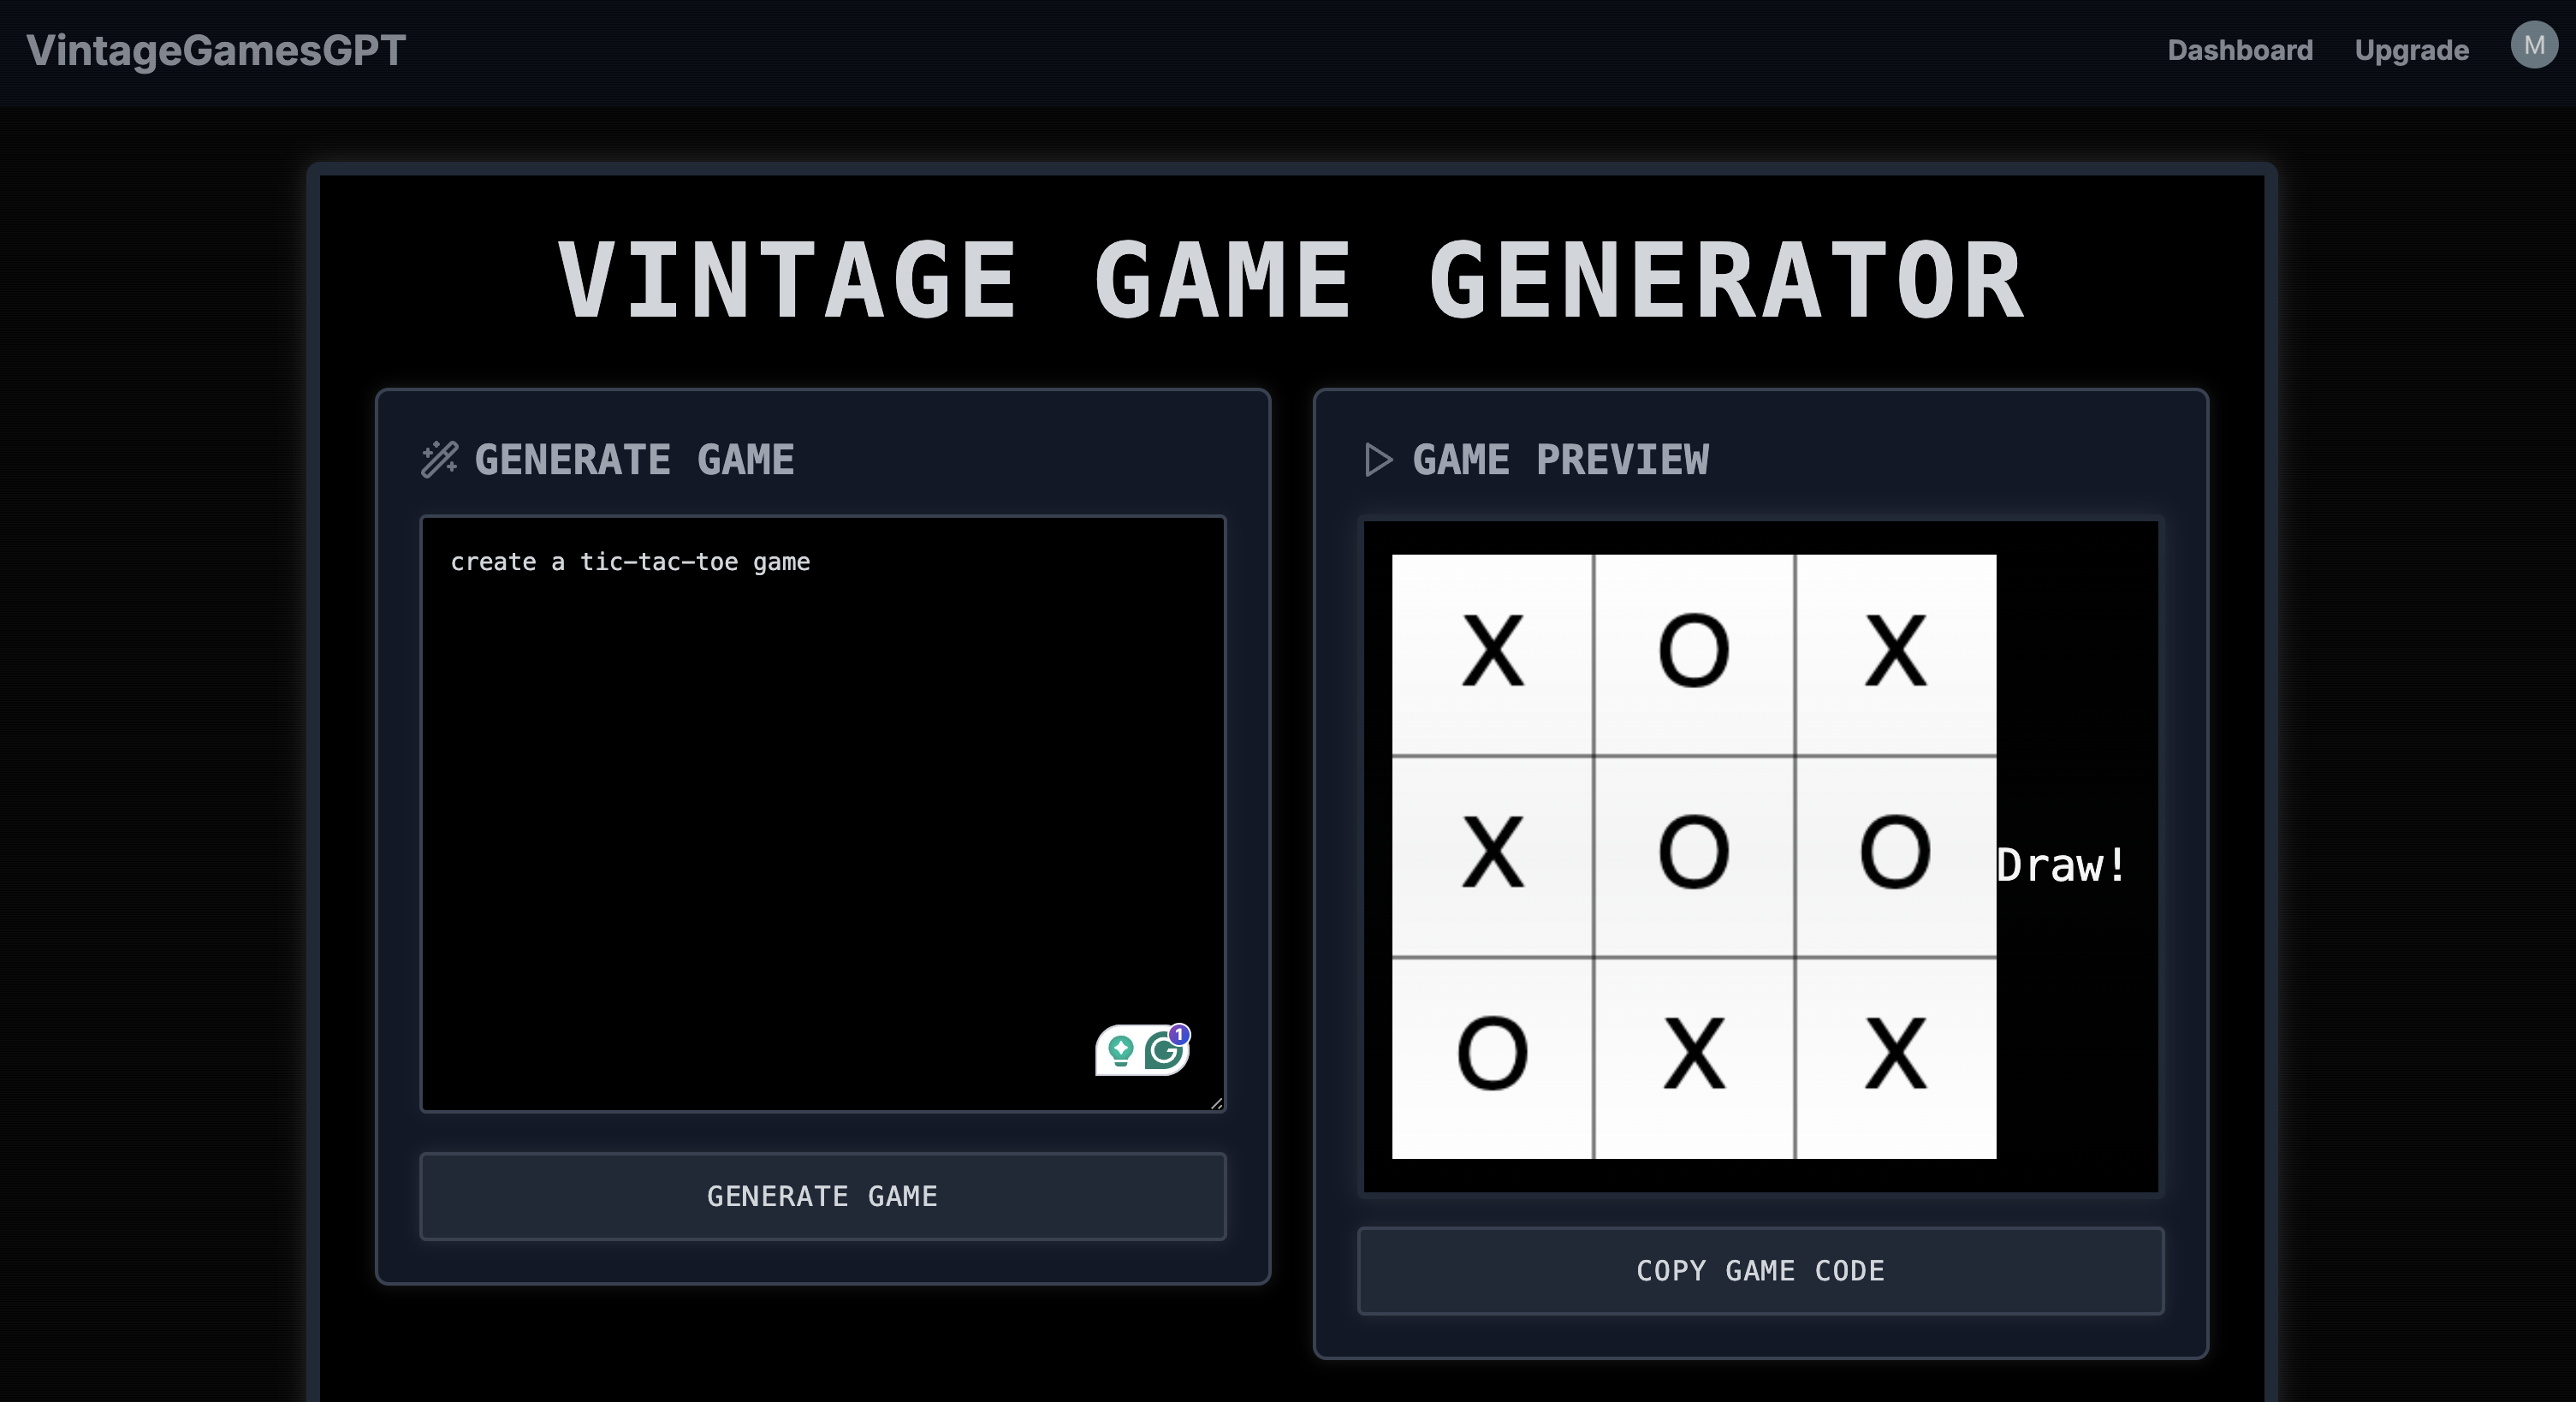 VintageGamesGPT
Dashboard Upgrade M
VINTAGE GAME GENERATOR
GENERATE GAME
create a tic-tac-toe game
1
GENERATE GAME
GAME PREVIEW
X O X
X O O
Draw!
O X X
COPY GAME CODE